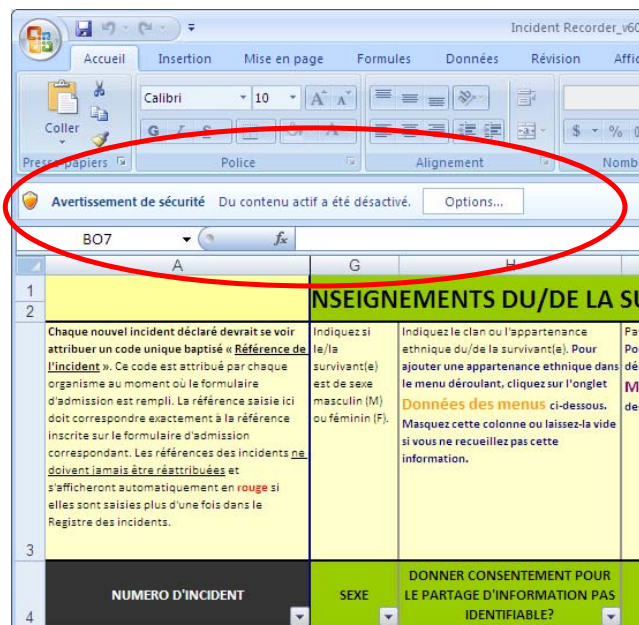 Incident Recorder_v60
Accueil Insertion Mise en page Formules Données Révision Affic
Calibri 10
Coller G I S
$ %
Presse-papiers Police Alignement Nomb
Avertissement de sécurité Du contenu actif a été désactivé. Options...
BO7 fx
A G H
1
2
NSEIGNEMENTS DU/DE LA SU
Chaque nouvel incident déclaré devrait se voir
attribuer un code unique baptisé « Référence de
l'incident ». Ce code est attribué par chaque
organisme au moment où le formulaire
d'admission est rempli. La référence saisie ici
doit correspondre exactement à la référence
inscrite sur le formulaire d'admission
correspondant. Les références des incidents ne
doivent jamais être réattribuées et
s'afficheront automatiquement en rouge si
elles sont saisies plus d'une fois dans le
Registre des incidents.
Indiquez si
le/la
survivant(e)
est de sexe
masculin (M)
ou féminin (F).
Indiquez le clan ou l'appartenance
ethnique du/de la survivant(e). Pour
ajouter une appartenance ethnique dans
le menu déroulant, cliquez sur l'onglet
Données des menus ci-dessous.
Masquez cette colonne ou laissez-la vide
si vous ne recueillez pas cette
information.
Pa
Po
dé
M
de
3
NUMERO D'INCIDENT
SEXE
DONNER CONSENTEMENT POUR
LE PARTAGE D'INFORMATION PAS
IDENTIFIABLE?
4